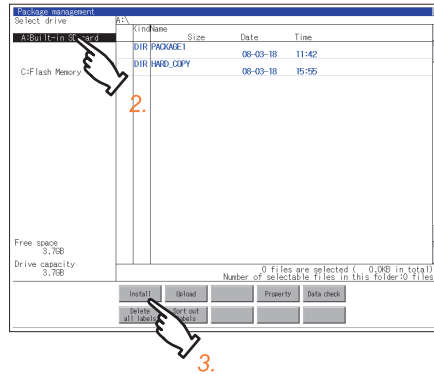 Package management
Select drive
A:\
Kind Name
Size Date Time
A:Built-in SD card
DIR PACKAGE1
08-03-18 11:42
DIR HARD_COPY
08-03-18 15:55
C:Flash Memory
2.
Free space
3.7GB
Drive capacity
3.7GB
0 files are selected ( 0.0KB in total)
Number of selectable files in this folder:0 files
Install Upload Property Data check
Delete all labels
Sort out labels
3.